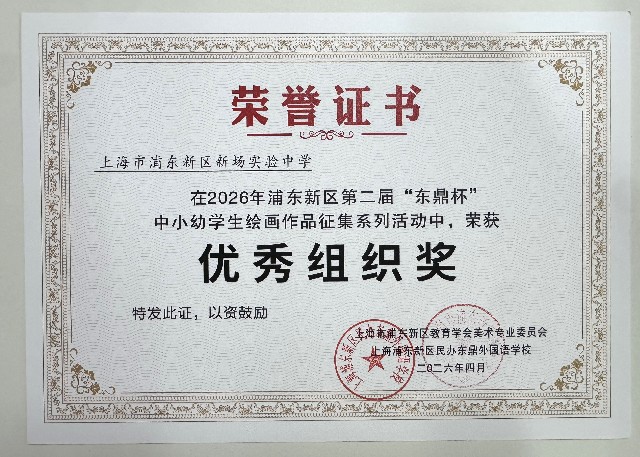 荣誉证书
上海市浦东新区新场实验中学
在2026年浦东新区第二届“东鼎杯”
中小幼学生绘画作品征集系列活动中，荣获
优秀组织奖
特发此证，以资鼓励
上海市浦东新区教育学会美术专业委员会
上海浦东新区民办东鼎外国语学校
二〇二六年四月